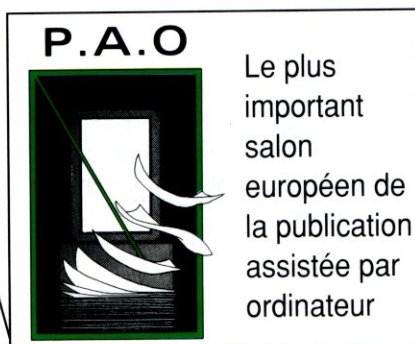 P.A.O
Le plus
important
salon
européen de
la publication
assistée par
ordinateur